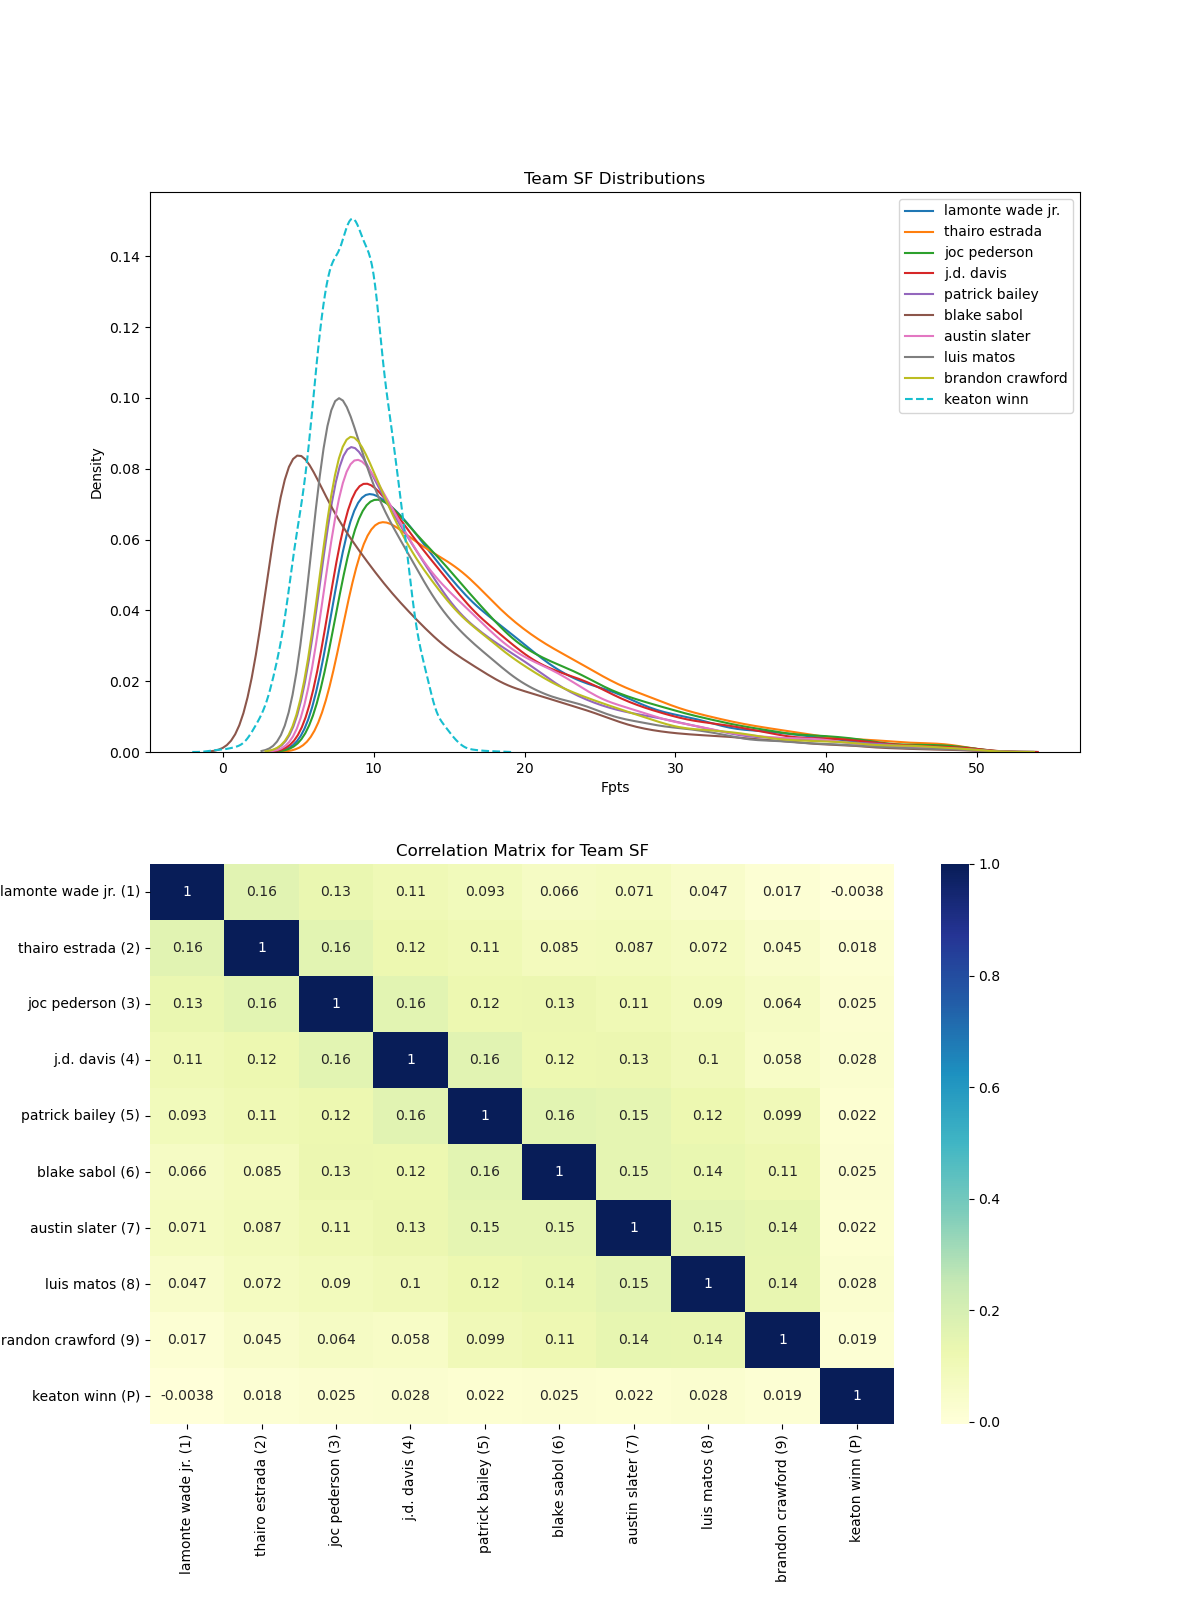 Team SF Distributions
lamonte wade jr.
thairo estrada
joc pederson
j.d. davis
patrick bailey
blake sabol
austin slater
luis matos
brandon crawford
keaton winn
Density
0.14
0.12
0.10
0.08
0.06
0.04
0.02
0.00
0 10 20 30 40 50
Fpts
Correlation Matrix for Team SF
lamonte wade jr. (1) 1 0.16 0.13 0.11 0.093 0.066 0.071 0.047 0.017 -0.0038
thairo estrada (2) 0.16 1 0.16 0.12 0.11 0.085 0.087 0.072 0.045 0.018
joc pederson (3) 0.13 0.16 1 0.16 0.12 0.13 0.11 0.09 0.064 0.025
j.d. davis (4) 0.11 0.12 0.16 1 0.16 0.12 0.13 0.1 0.058 0.028
patrick bailey (5) 0.093 0.11 0.12 0.16 1 0.16 0.15 0.12 0.099 0.022
blake sabol (6) 0.066 0.085 0.13 0.12 0.16 1 0.15 0.14 0.11 0.025
austin slater (7) 0.071 0.087 0.11 0.13 0.15 0.15 1 0.15 0.14 0.022
luis matos (8) 0.047 0.072 0.09 0.1 0.12 0.14 0.15 1 0.14 0.028
randon crawford (9) 0.017 0.045 0.064 0.058 0.099 0.11 0.14 0.14 1 0.019
keaton winn (P) -0.0038 0.018 0.025 0.028 0.022 0.025 0.022 0.028 0.019 1
lamonte wade jr. (1)
thairo estrada (2)
joc pederson (3)
j.d. davis (4)
patrick bailey (5)
blake sabol (6)
austin slater (7)
luis matos (8)
brandon crawford (9)
keaton winn (P)
1.0
0.8
0.6
0.4
0.2
0.0